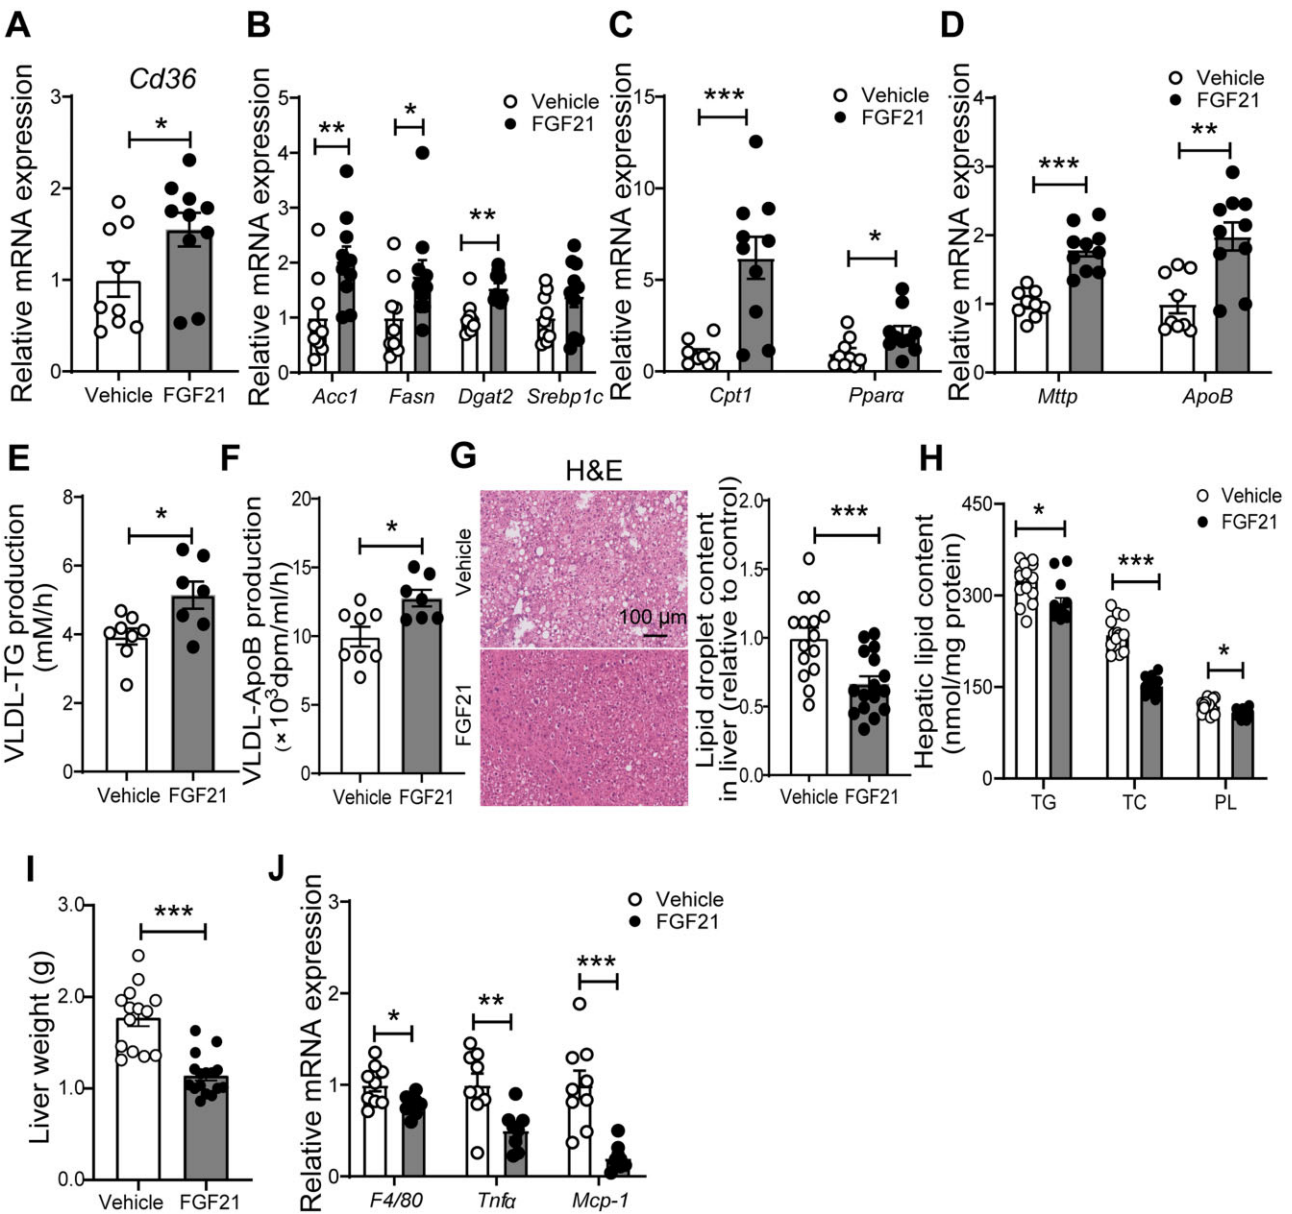 A
Relative mRNA expression
Cd36
*
3
2
1
0
Vehicle FGF21
B
Relative mRNA expression
Vehicle
FGF21
**
*
**
5
4
3
2
1
0
Acc1 Fasn Dgat2 Srebp1c
C
Relative mRNA expression
Vehicle
FGF21
***
*
15
10
5
0
Cpt1 Pparα
D
Relative mRNA expression
Vehicle
FGF21
***
**
4
3
2
1
0
Mttp ApoB
E
VLDL-TG production
(mM/h)
*
8
6
4
2
0
Vehicle FGF21
F
VLDL-ApoB production
(×10³dpm/ml/h)
*
20
15
10
5
0
Vehicle FGF21
G
H&E
Vehicle
100 µm
FGF21
Lipid droplet content
in liver (relative to control)
***
2.0
1.5
1.0
0.5
0.0
Vehicle FGF21
H
Hepatic lipid content
(nmol/mg protein)
Vehicle
FGF21
*
***
*
450
300
150
0
TG TC PL
I
Liver weight (g)
***
3.0
2.0
1.0
0.0
Vehicle FGF21
J
Relative mRNA expression
Vehicle
FGF21
*
**
***
3
2
1
0
F4/80 Tnfα Mcp-1